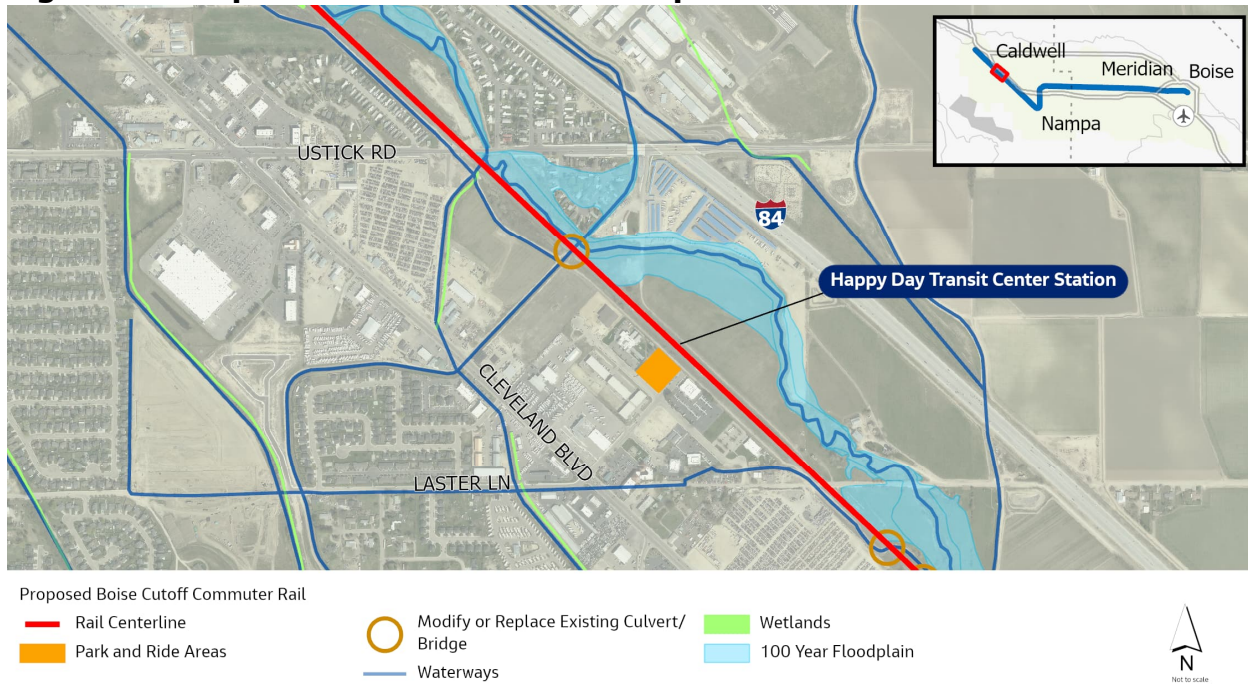 Caldwell
Meridian
Boise
Nampa
USTICK RD
84
Happy Day Transit Center Station
CLEVELAND BLVD
LASTER LN
Proposed Boise Cutoff Commuter Rail
Rail Centerline
Park and Ride Areas
Modify or Replace Existing Culvert/
Bridge
Waterways
Wetlands
100 Year Floodplain
N
Not to scale